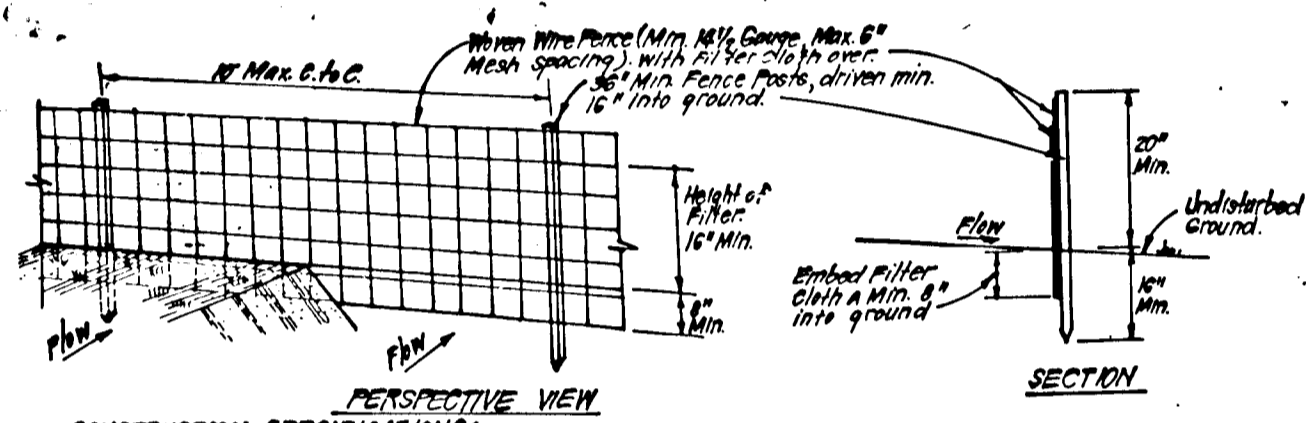 Woven Wire Fence (Min. 14½ Gauge, Max. 6"
Mesh spacing) with Filter cloth over.
36" Min. Fence Posts, driven min.
16" into ground.
10' Max. C. to C.
Height of
Filter.
16" Min.
8"
Min.
Flow
Flow
PERSPECTIVE VIEW
20"
Min.
Undisturbed
Ground.
Flow
Embed Filter
cloth a Min. 8"
into ground
16"
Min.
SECTION
CONSTRUCTION SPECIFICATIONS